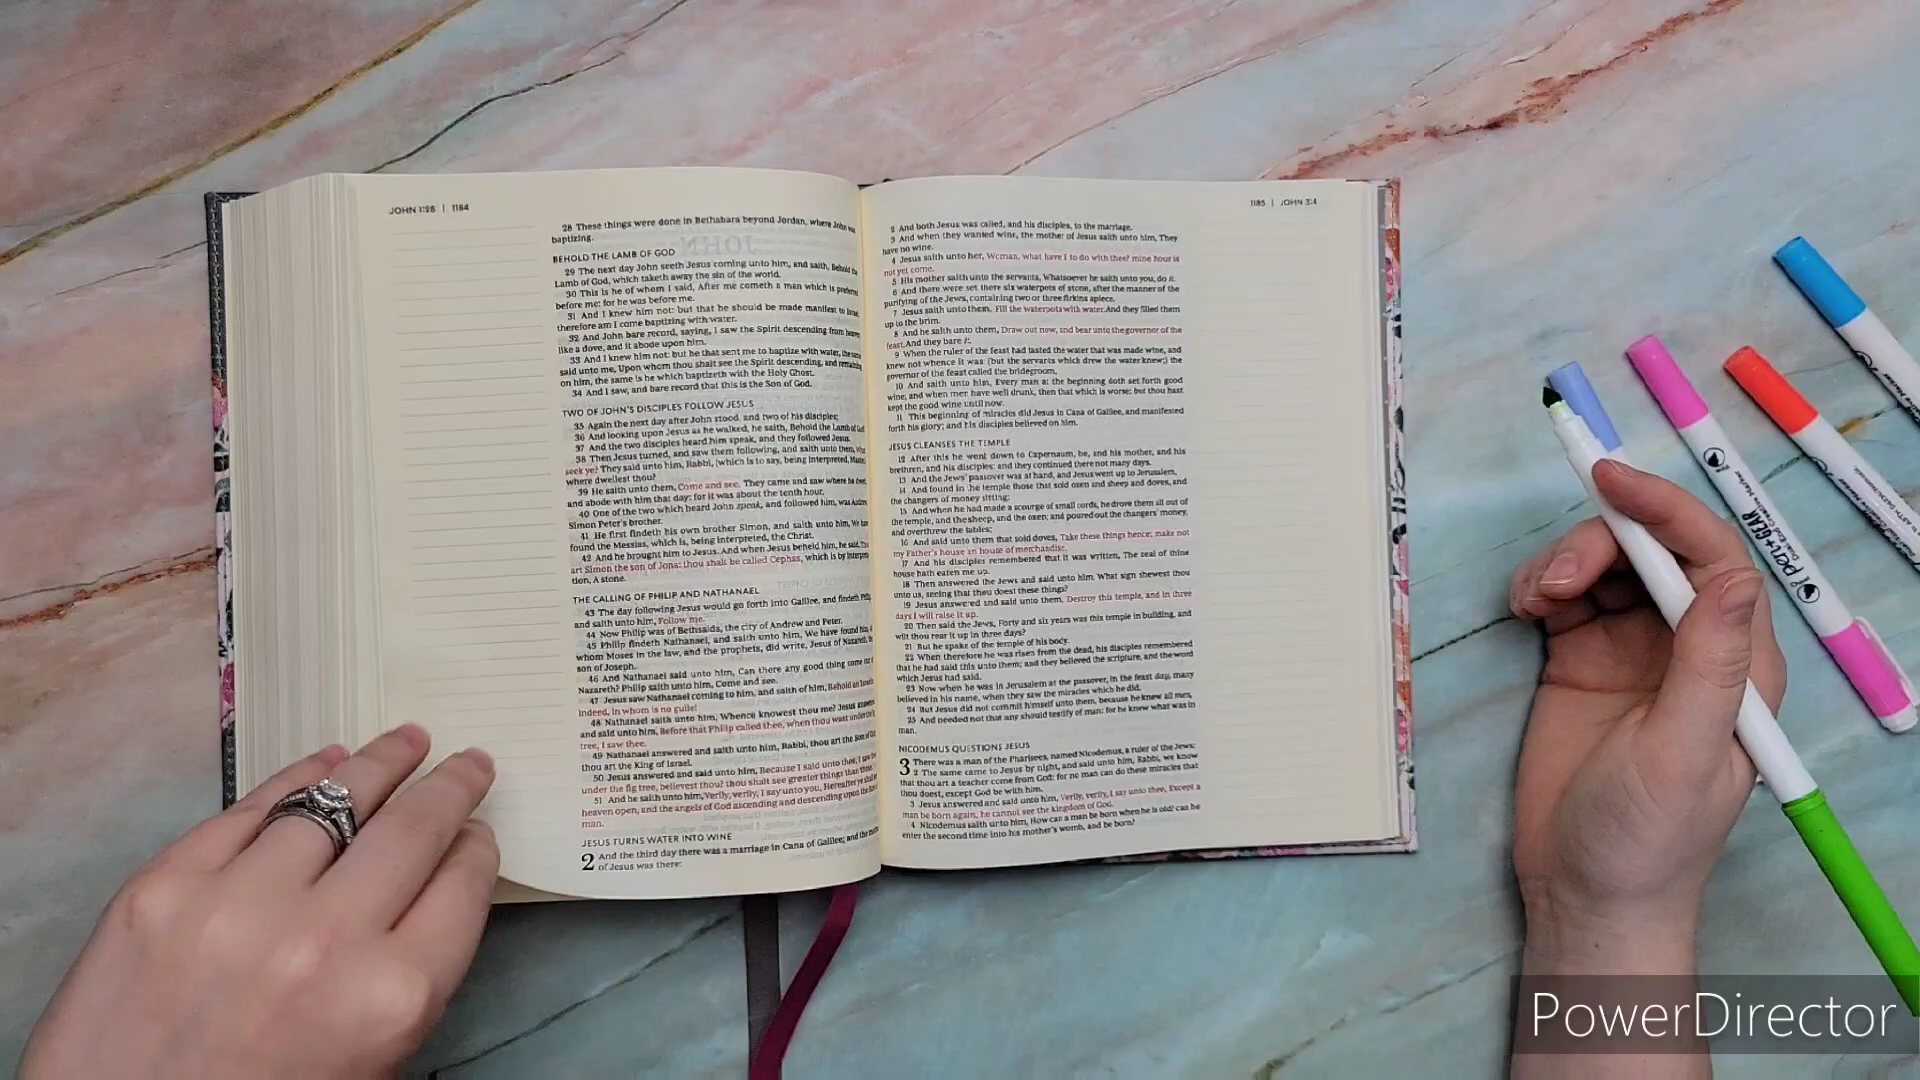 JOHN 1:28 | 1184
28 These things were done in Bethabara beyond Jordan, where John was
baptizing.
BEHOLD THE LAMB OF GOD
29 The next day John seeth Jesus coming unto him, and saith, Behold the
Lamb of God, which taketh away the sin of the world.
30 This is he of whom I said, After me cometh a man which is preferred
before me: for he was before me.
31 And I knew him not: but that he should be made manifest to Israel,
therefore am I come baptizing with water.
32 And John bare record, saying, I saw the Spirit descending from heaven
like a dove, and it abode upon him.
33 And I knew him not: but he that sent me to baptize with water, the same
said unto me, Upon whom thou shalt see the Spirit descending, and remaining
on him, the same is he which baptizeth with the Holy Ghost.
34 And I saw, and bare record that this is the Son of God.
TWO OF JOHN'S DISCIPLES FOLLOW JESUS
35 Again the next day after John stood, and two of his disciples;
36 And looking upon Jesus as he walked, he saith, Behold the Lamb of
37 And the two disciples heard him speak, and they followed Jesus.
38 Then Jesus turned, and saw them following, and saith unto them,
seek ye? They said unto him, Rabbi, (which is to say, being interpreted, Master,)
where dwellest thou?
39 He saith unto them, Come and see. They came and saw where he dwelt,
and abode with him that day: for it was about the tenth hour.
40 One of the two which heard John speak, and followed him, was Andrew,
Simon Peter's brother.
41 He first findeth his own brother Simon, and saith unto him, We have
found the Messias, which is, being interpreted, the Christ.
42 And he brought him to Jesus. And when Jesus beheld him, he said,
art Simon the son of Jona: thou shalt be called Cephas, which is by interpreta-
tion, A stone.
THE CALLING OF PHILIP AND NATHANAEL
43 The day following Jesus would go forth into Galilee, and findeth
and saith unto him, Follow me.
44 Now Philip was of Bethsaida, the city of Andrew and Peter.
45 Philip findeth Nathanael, and saith unto him, We have found him,
whom Moses in the law, and the prophets, did write, Jesus of Nazareth, the
son of Joseph.
46 And Nathanael said unto him, Can there any good thing come out of
Nazareth? Philip saith unto him, Come and see.
47 Jesus saw Nathanael coming to him, and saith of him, Behold an
indeed, in whom is no guile!
48 Nathanael saith unto him, Whence knowest thou me? Jesus answered
and said unto him, Before that Philip called thee, when thou wast under the
tree, I saw thee.
49 Nathanael answered and saith unto him, Rabbi, thou art the Son of
thou art the King of Israel.
50 Jesus answered and said unto him, Because I said unto thee, I saw
under the fig tree, believest thou? thou shalt see greater things than these.
51 And he saith unto him, Verily, verily, I say unto you, Hereafter ye shall
heaven open, and the angels of God ascending and descending upon the Son of
man.
JESUS TURNS WATER INTO WINE
2 And the third day there was a marriage in Cana of Galilee; and the mother
of Jesus was there:
1185 | JOHN 3:4
2 And both Jesus was called, and his disciples, to the marriage.
3 And when they wanted wine, the mother of Jesus saith unto him, They
have no wine.
4 Jesus saith unto her, Woman, what have I to do with thee? mine hour is
not yet come.
5 His mother saith unto the servants, Whatsoever he saith unto you, do it.
6 And there were set there six waterpots of stone, after the manner of the
purifying of the Jews, containing two or three firkins apiece.
7 Jesus saith unto them, Fill the waterpots with water. And they filled them
up to the brim.
8 And he saith unto them, Draw out now, and bear unto the governor of the
feast. And they bare it.
9 When the ruler of the feast had tasted the water that was made wine, and
knew not whence it was: (but the servants which drew the water knew;) the
governor of the feast called the bridegroom,
10 And saith unto him, Every man at the beginning doth set forth good
wine; and when men have well drunk, then that which is worse: but thou hast
kept the good wine until now.
11 This beginning of miracles did Jesus in Cana of Galilee, and manifested
forth his glory; and his disciples believed on him.
JESUS CLEANSES THE TEMPLE
12 After this he went down to Capernaum, he, and his mother, and his
brethren, and his disciples: and they continued there not many days.
13 And the Jews' passover was at hand, and Jesus went up to Jerusalem,
14 And found in the temple those that sold oxen and sheep and doves, and
the changers of money sitting:
15 And when he had made a scourge of small cords, he drove them all out of
the temple, and the sheep, and the oxen; and poured out the changers' money,
and overthrew the tables;
16 And said unto them that sold doves, Take these things hence; make not
my Father's house an house of merchandise.
17 And his disciples remembered that it was written, The zeal of thine
house hath eaten me up.
18 Then answered the Jews and said unto him, What sign shewest thou
unto us, seeing that thou doest these things?
19 Jesus answered and said unto them, Destroy this temple, and in three
days I will raise it up.
20 Then said the Jews, Forty and six years was this temple in building, and
wilt thou rear it up in three days?
21 But he spake of the temple of his body.
22 When therefore he was risen from the dead, his disciples remembered
that he had said this unto them; and they believed the scripture, and the word
which Jesus had said.
23 Now when he was in Jerusalem at the passover, in the feast day, many
believed in his name, when they saw the miracles which he did.
24 But Jesus did not commit himself unto them, because he knew all men,
25 And needed not that any should testify of man: for he knew what was in
man.
NICODEMUS QUESTIONS JESUS
3 There was a man of the Pharisees, named Nicodemus, a ruler of the Jews:
2 The same came to Jesus by night, and said unto him, Rabbi, we know
that thou art a teacher come from God: for no man can do these miracles that
thou doest, except God be with him.
3 Jesus answered and said unto him, Verily, verily, I say unto thee, Except a
man be born again, he cannot see the kingdom of God.
4 Nicodemus saith unto him, How can a man be born when he is old? can he
enter the second time into his mother's womb, and be born?
pen+GEAR
Dual End Creative Marker
PowerDirector